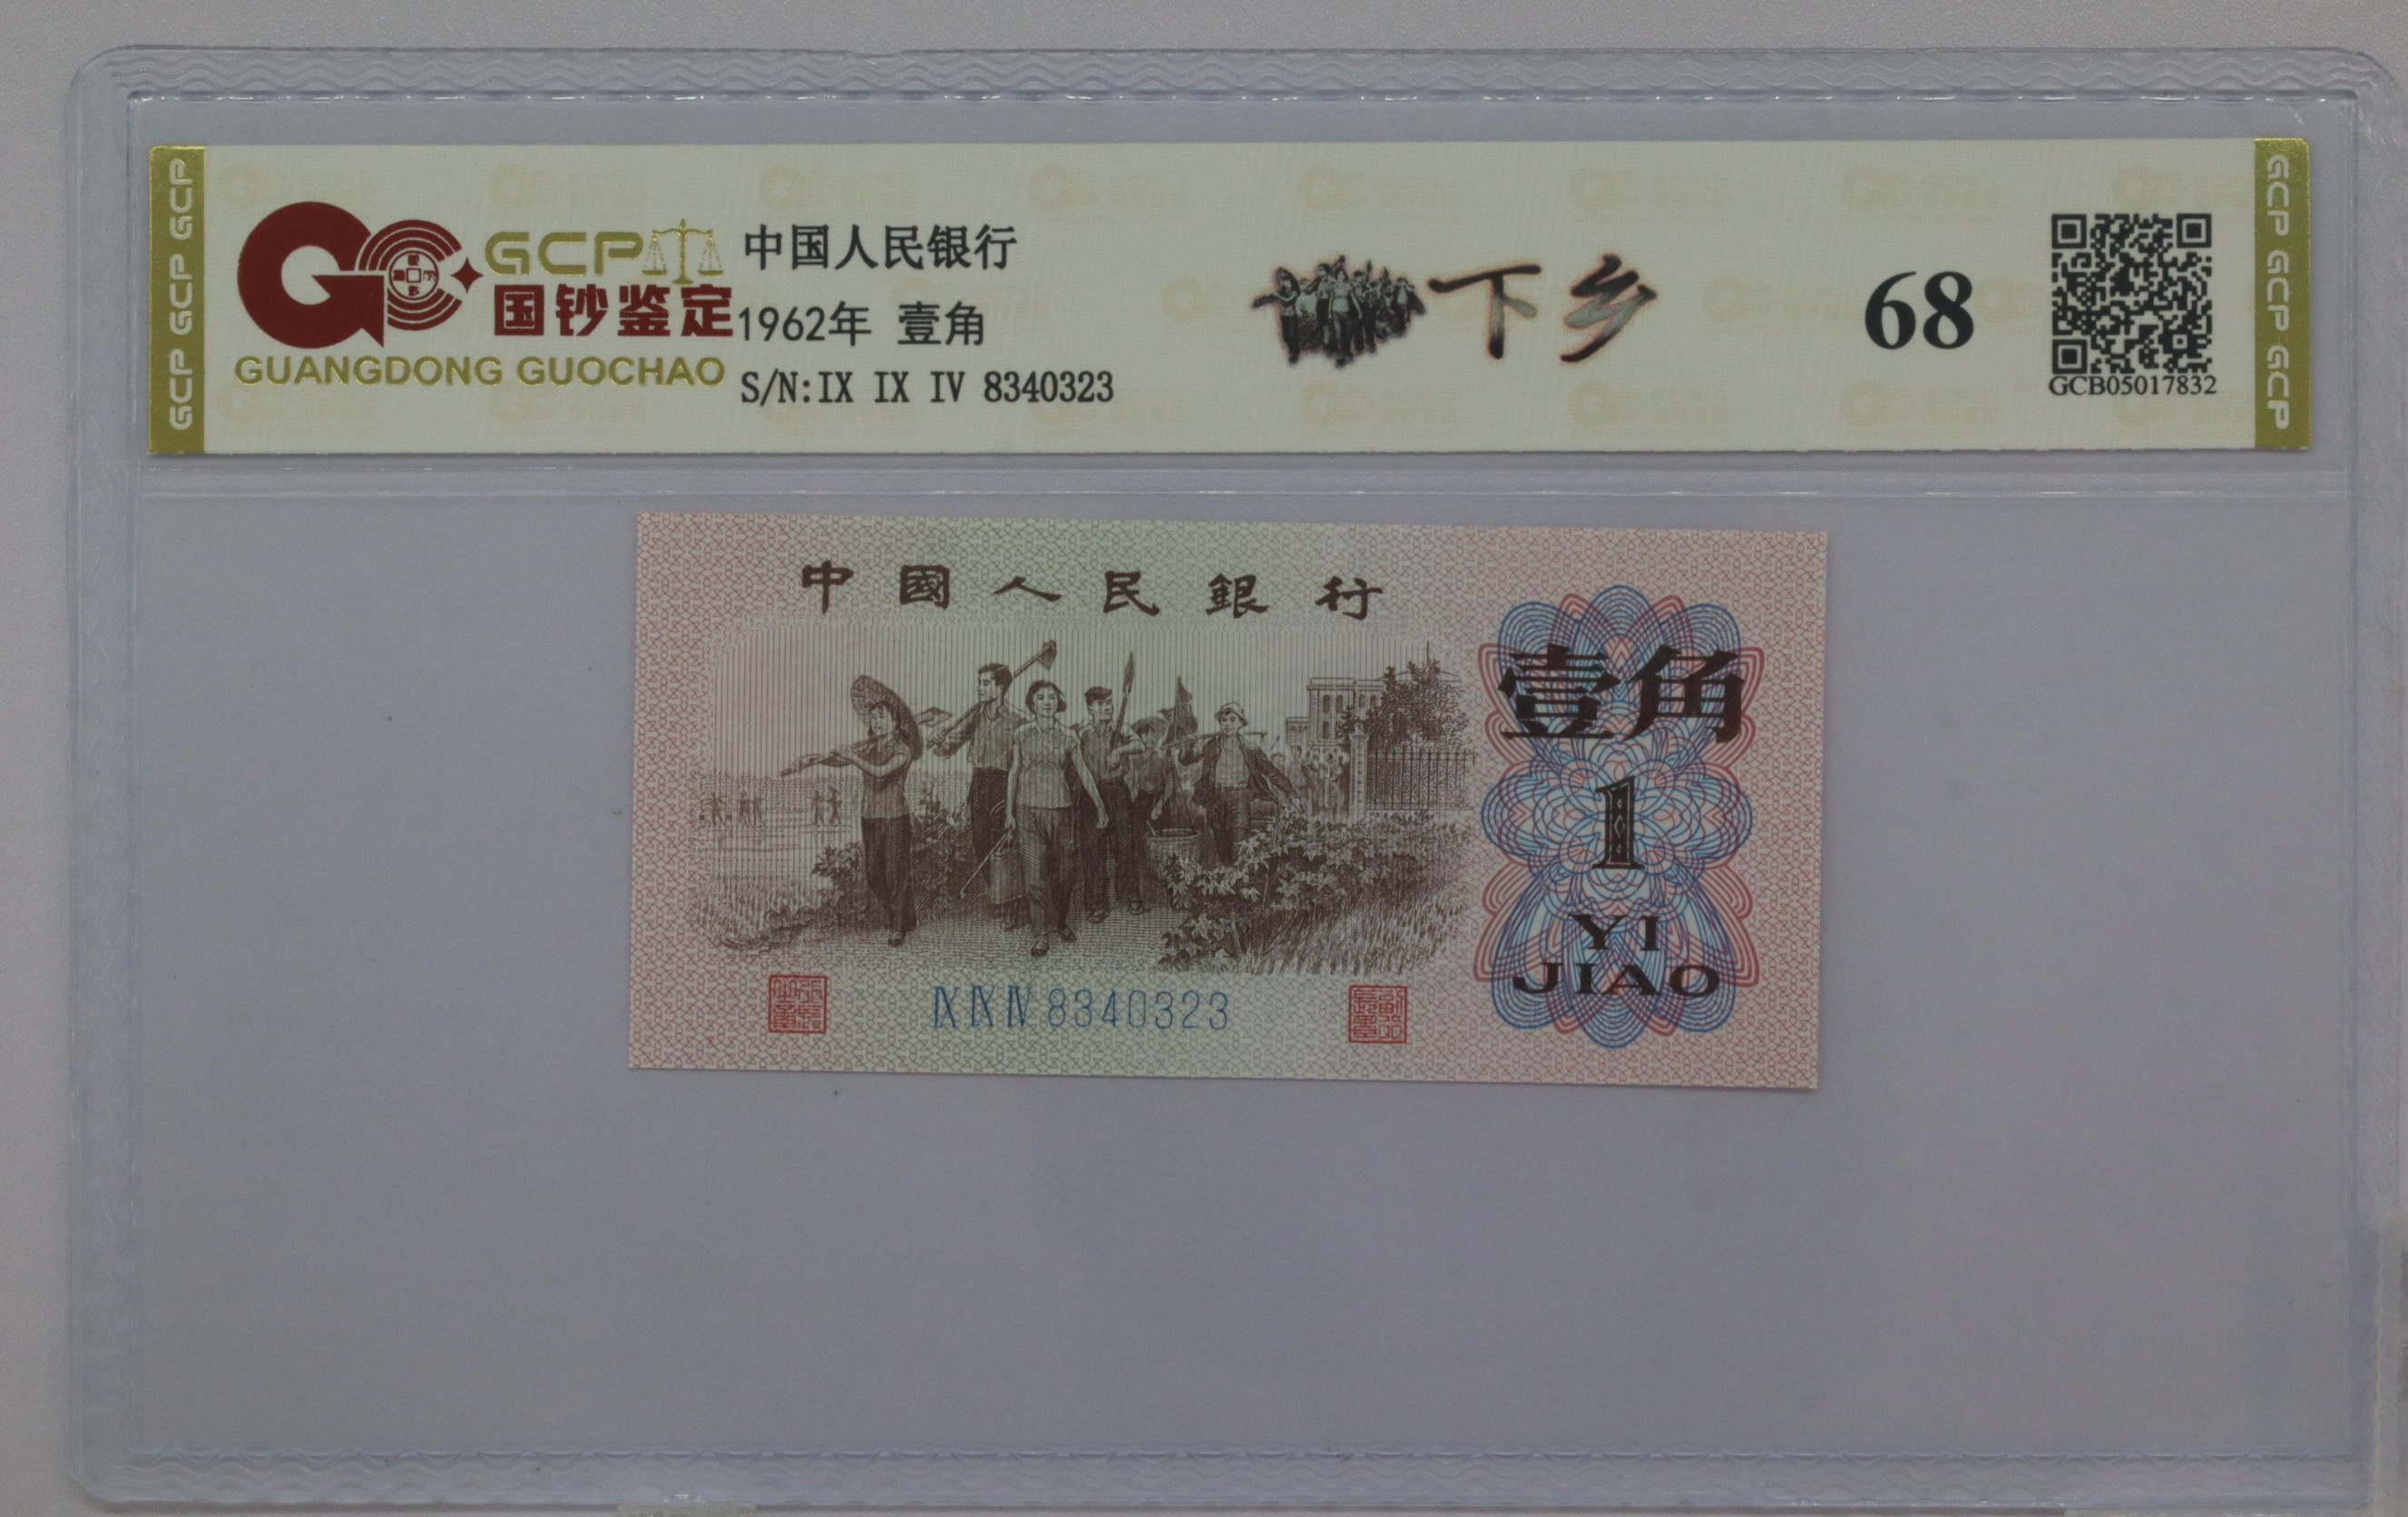 GCP GCP GCP
GCP
国钞鉴定
GUANGDONG GUOCHAO
中国人民银行
1962年 壹角
S/N:IX IX IV 8340323
下乡
68
GCB05017832
GCP GCP GCP
中國人民銀行
壹角
1
YI
JIAO
IX IX IV 8340323